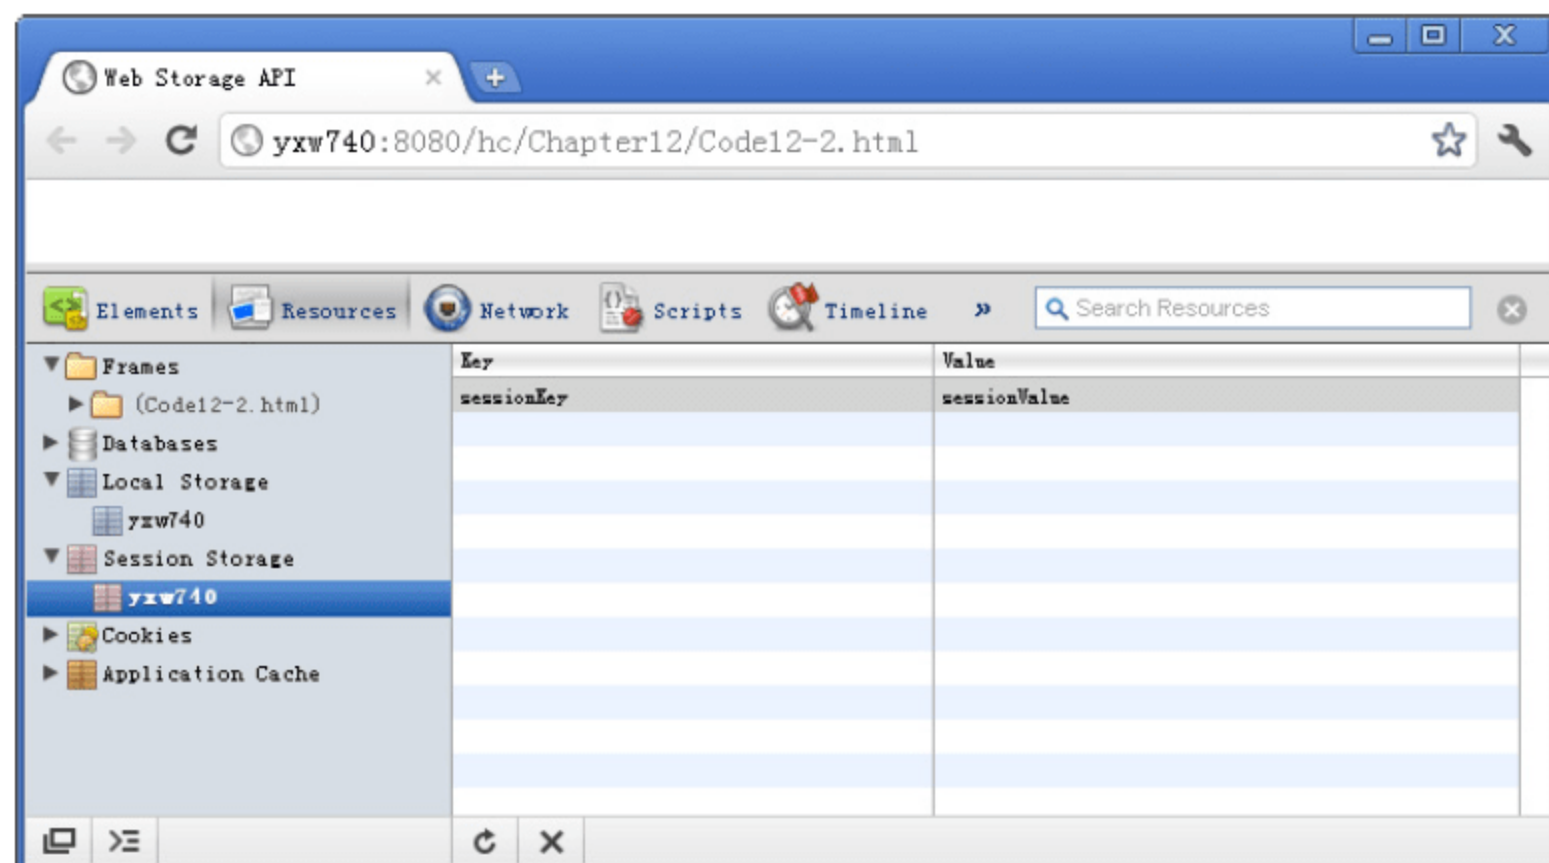 Web Storage API
yxw740:8080/hc/Chapter12/Code12-2.html
Elements Resources Network Scripts Timeline » Search Resources
Frames
(Code12-2.html)
Databases
Local Storage
yxw740
Session Storage
yxw740
Cookies
Application Cache
Key Value
sessionKey sessionValue